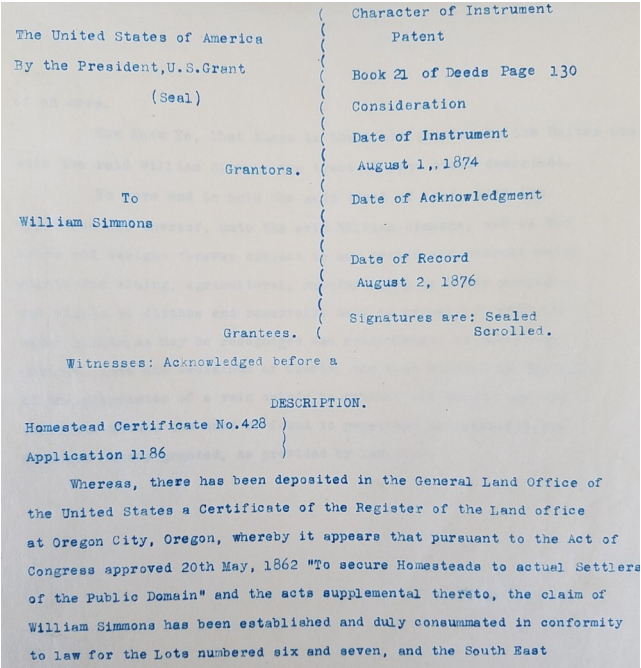 Character of Instrument
The United States of America
Patent
By the President,U.S.Grant
Book 21 of Deeds Page 130
(Seal)
Consideration
Date of Instrument
Grantors.
August 1,,1874
To
Date of Acknowledgment
William Simmons
Date of Record
August 2, 1876
Signatures are: Sealed
Scrolled.
Grantees.
Witnesses: Acknowledged before a
DESCRIPTION.
Homestead Certificate No.428
Application 1186
Whereas, there has been deposited in the General Land Office of
the United States a Certificate of the Register of the Land office
at Oregon City, Oregon, whereby it appears that pursuant to the Act of
Congress approved 20th May, 1862 "To secure Homesteads to actual Settlers
of the Public Domain" and the acts supplemental thereto, the claim of
William Simmons has been established and duly consummated in conformity
to law for the Lots numbered six and seven, and the South East